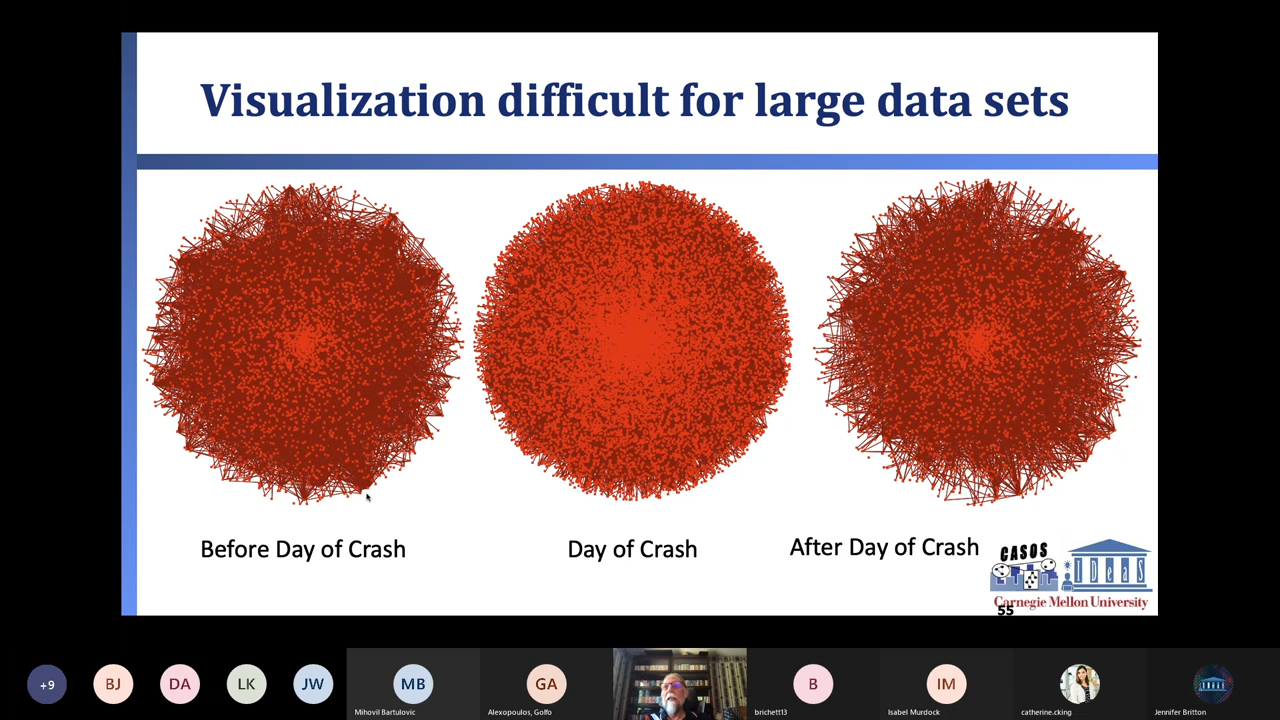 Visualization difficult for large data sets
Before Day of Crash
Day of Crash
After Day of Crash
CASOS
IDeaS
Carnegie Mellon University
55
+9
BJ
DA
LK
JW
MB
GA
B
IM
Mihovil Bartulovic
Alexopoulos, Golfo
brichett13
Isabel Murdock
catherine.cking
Jennifer Britton